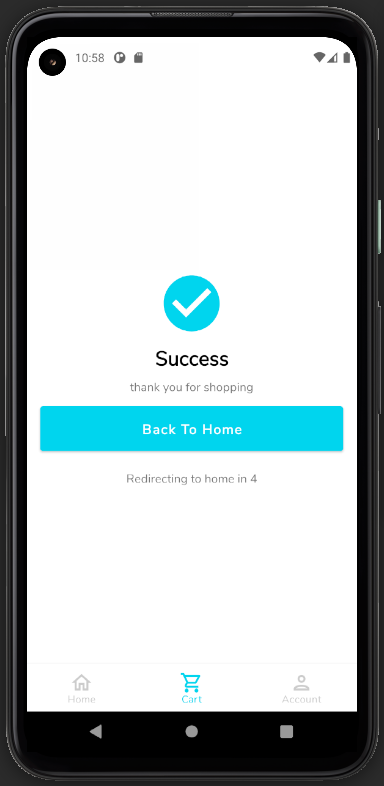 10:58
Success
thank you for shopping
Back To Home
Redirecting to home in 4
Home
Cart
Account